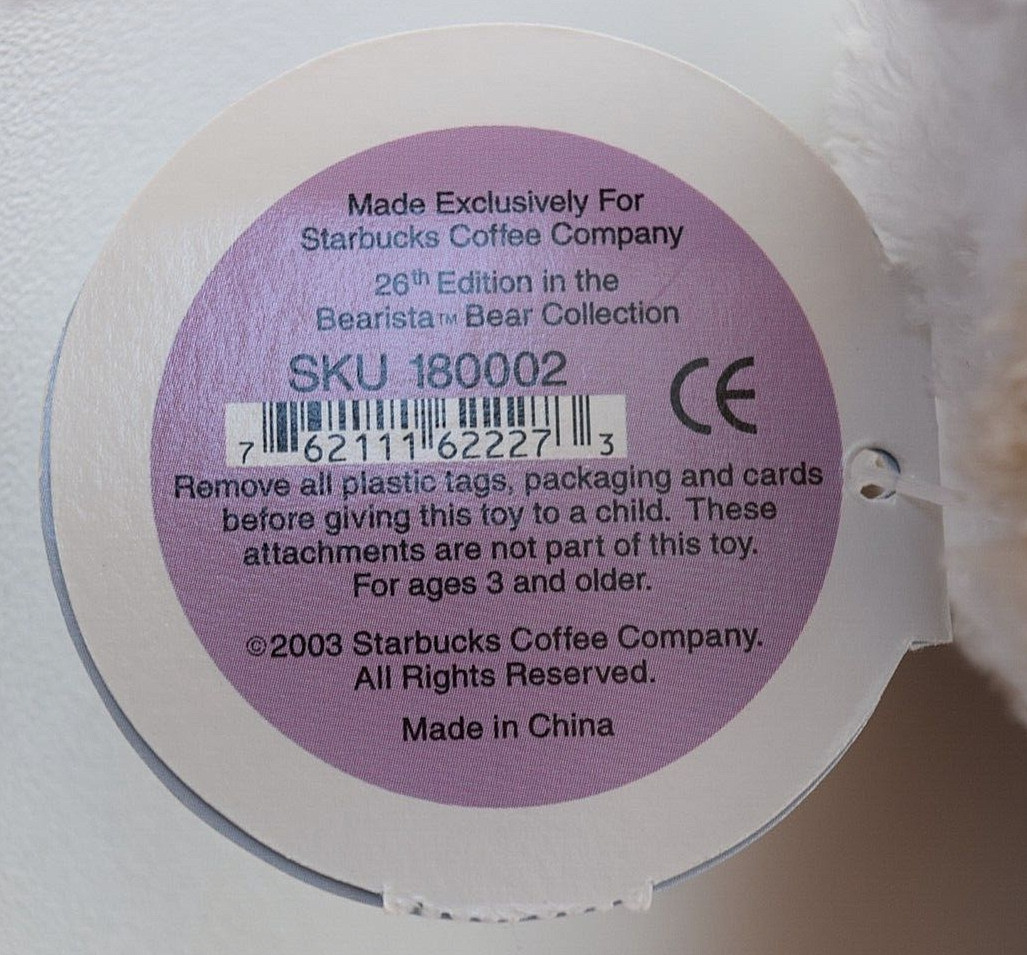 Made Exclusively For
Starbucks Coffee Company
26th Edition in the
Bearista™ Bear Collection
SKU 180002
CE
7 62111 62227 3
Remove all plastic tags, packaging and cards
before giving this toy to a child. These
attachments are not part of this toy.
For ages 3 and older.
©2003 Starbucks Coffee Company.
All Rights Reserved.
Made in China